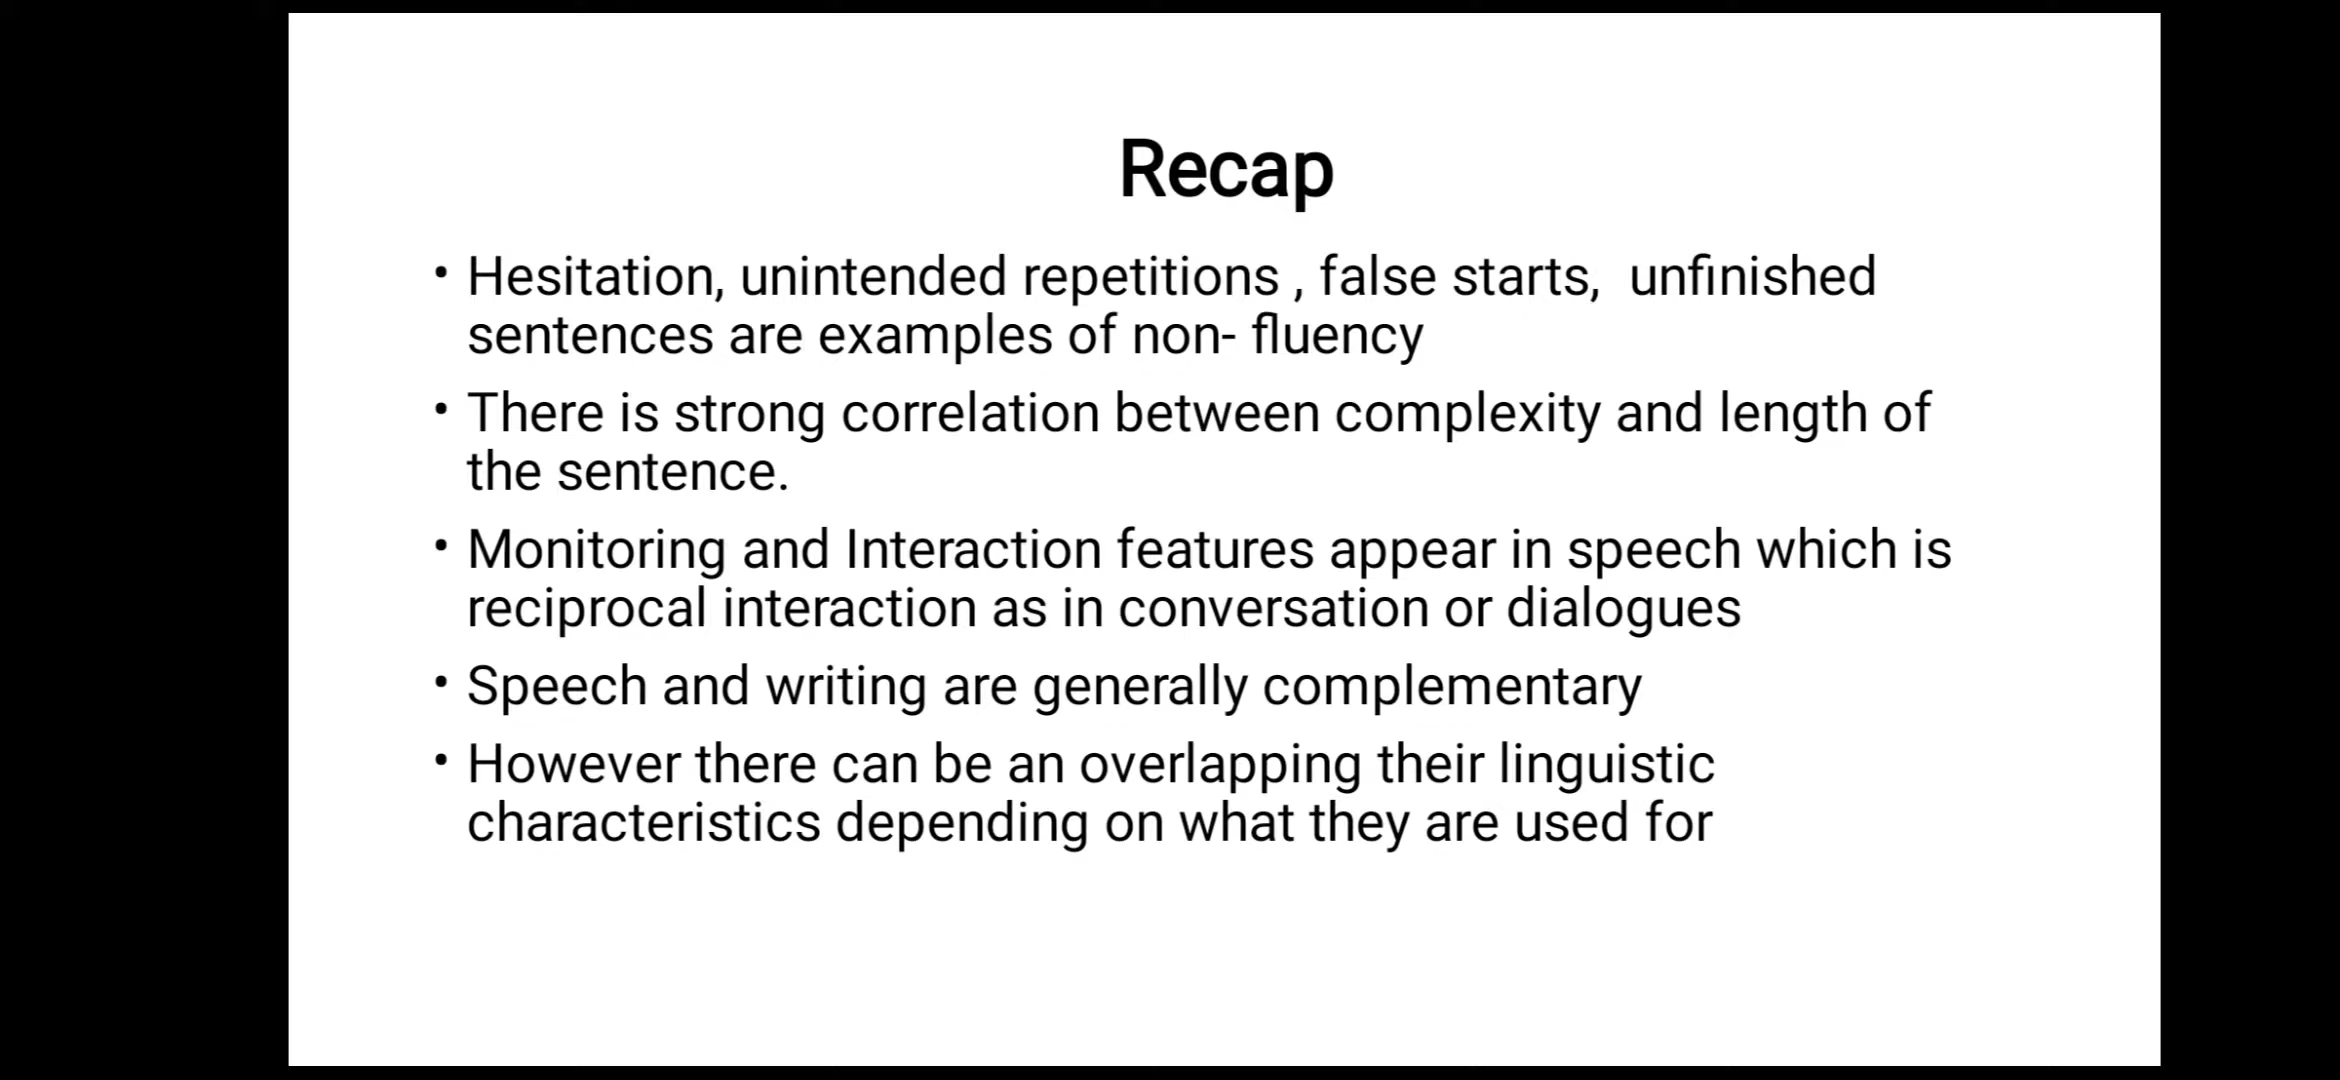 Recap
• Hesitation, unintended repetitions , false starts,  unfinished
sentences are examples of non- fluency
• There is strong correlation between complexity and length of
the sentence.
• Monitoring and Interaction features appear in speech which is
reciprocal interaction as in conversation or dialogues
• Speech and writing are generally complementary
• However there can be an overlapping their linguistic
characteristics depending on what they are used for